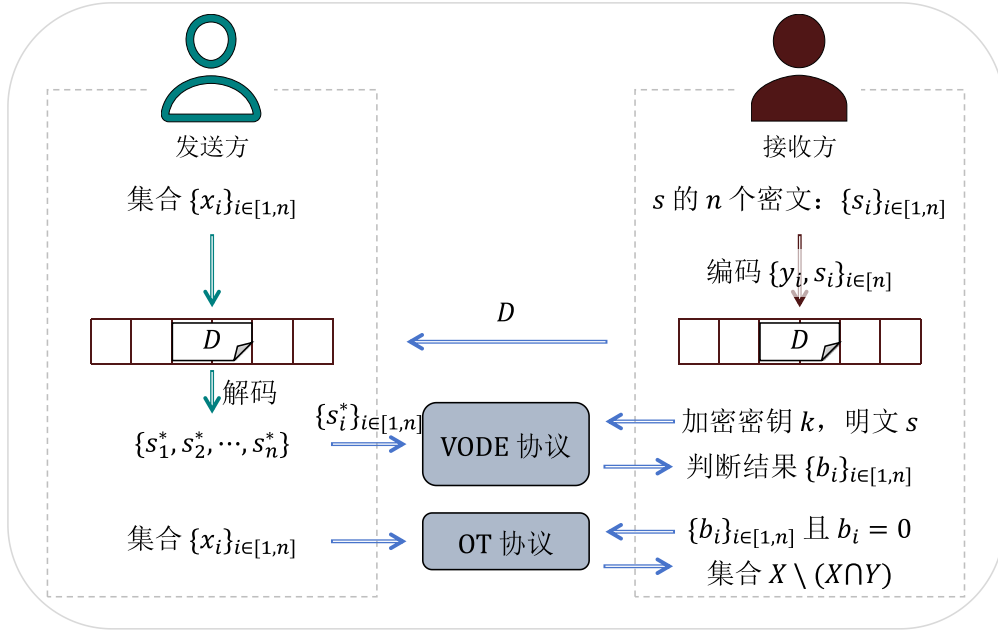 发送方
接收方
集合 {x_i}_{i∈[1,n]}
s 的 n 个密文：{s_i}_{i∈[1,n]}
编码 {y_i, s_i}_{i∈[n]}
D
D
D
解码
{s_1^*, s_2^*, ⋯, s_n^*}
{s_i^*}_{i∈[1,n]}
VODE 协议
加密密钥 k，明文 s
判断结果 {b_i}_{i∈[1,n]}
集合 {x_i}_{i∈[1,n]}
OT 协议
{b_i}_{i∈[1,n]} 且 b_i = 0
集合 X \ (X⋂Y)